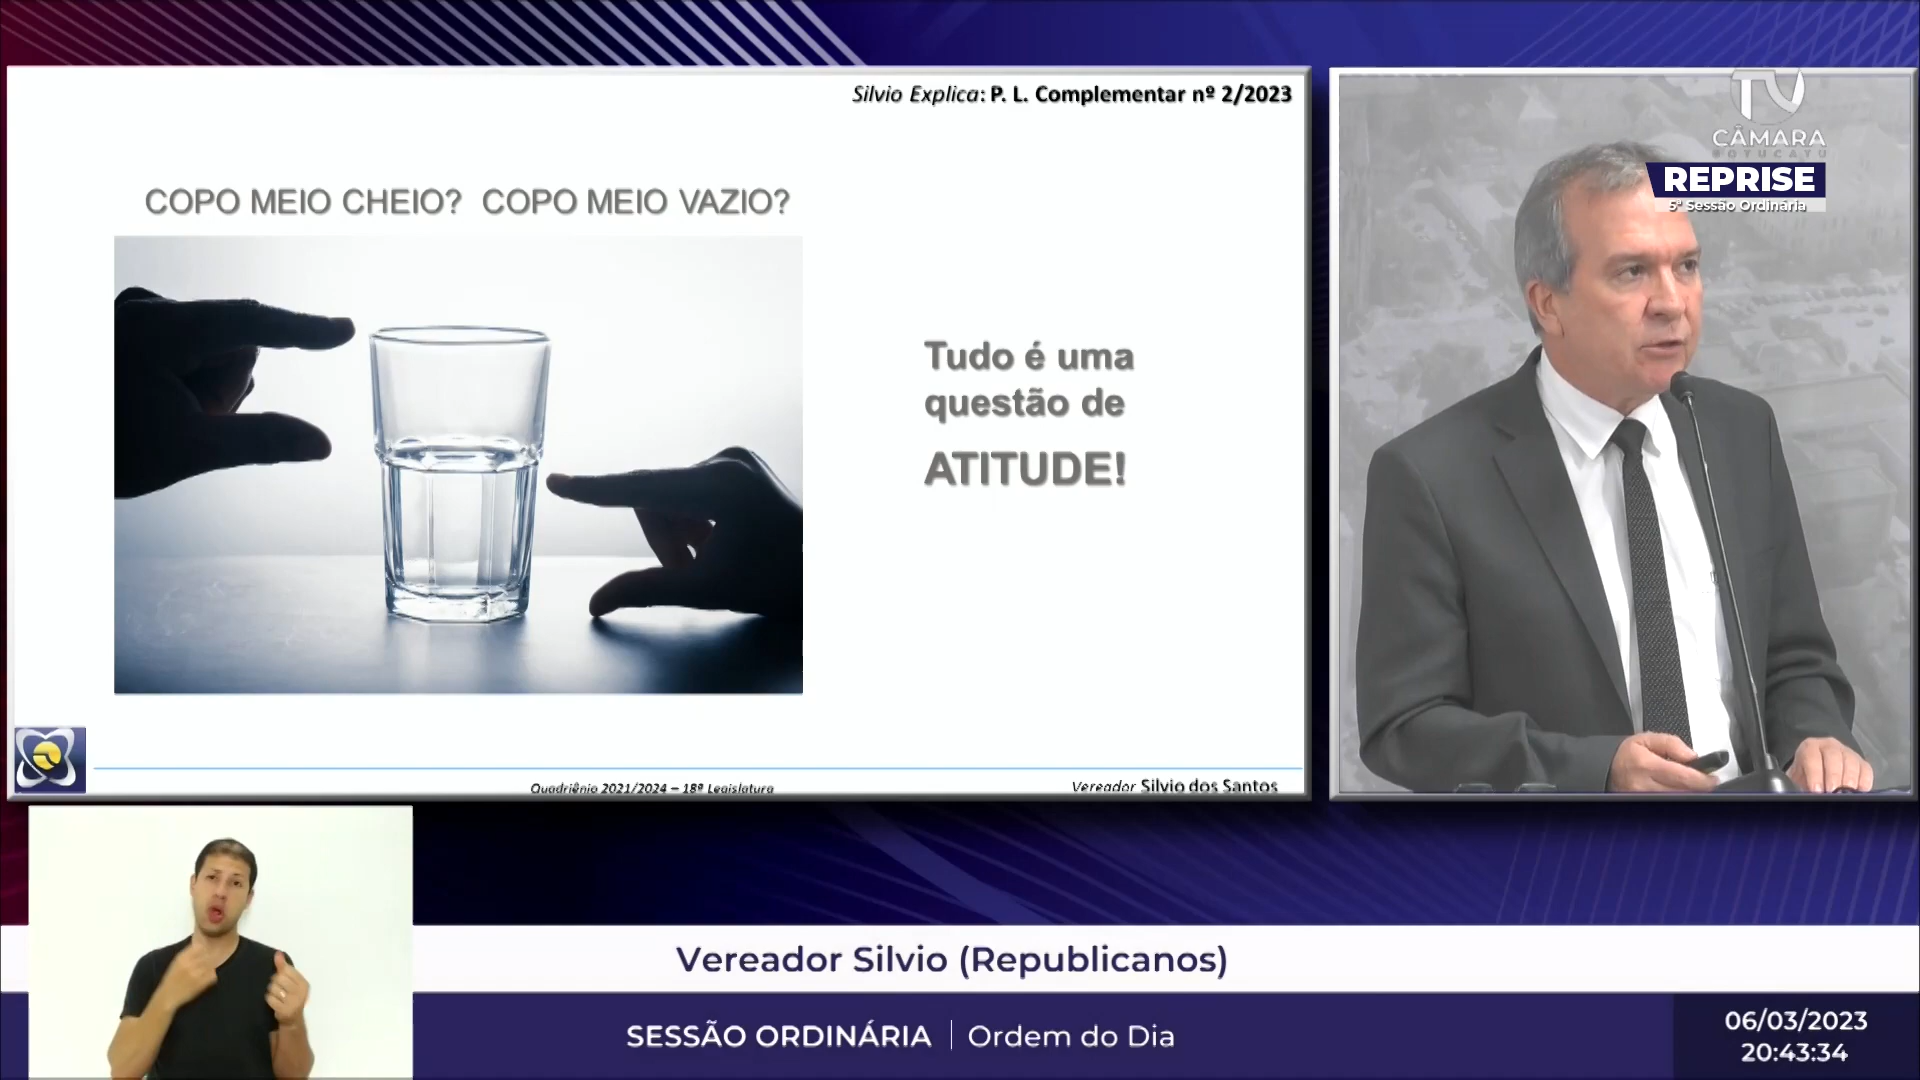 Silvio Explica: P. L. Complementar nº 2/2023
COPO MEIO CHEIO? COPO MEIO VAZIO?
Tudo é uma
questão de
ATITUDE!
Quadriênio 2021/2024 – 18ª Legislatura
Vereador Silvio dos Santos
TV
CÂMARA
BOTUCATU
REPRISE
5ª Sessão Ordinária
Vereador Silvio (Republicanos)
SESSÃO ORDINÁRIA | Ordem do Dia
06/03/2023
20:43:34